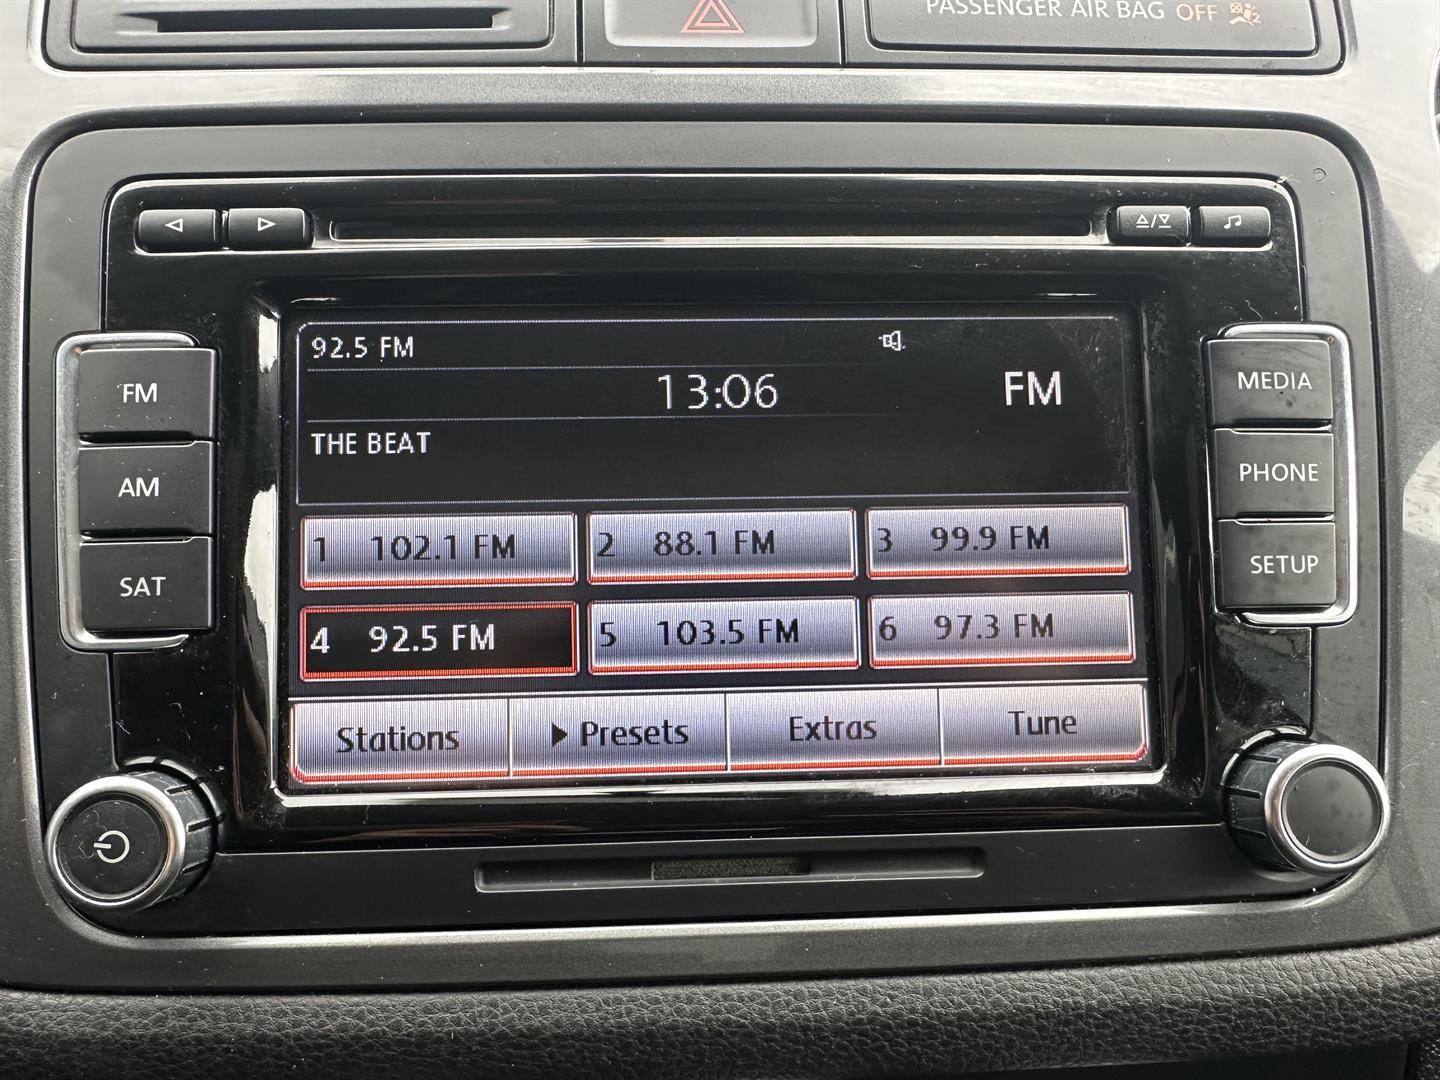 PASSENGER AIR BAG OFF
92.5 FM
13:06
FM
THE BEAT
1 102.1 FM
2 88.1 FM
3 99.9 FM
4 92.5 FM
5 103.5 FM
6 97.3 FM
Stations
Presets
Extras
Tune
FM
AM
SAT
MEDIA
PHONE
SETUP